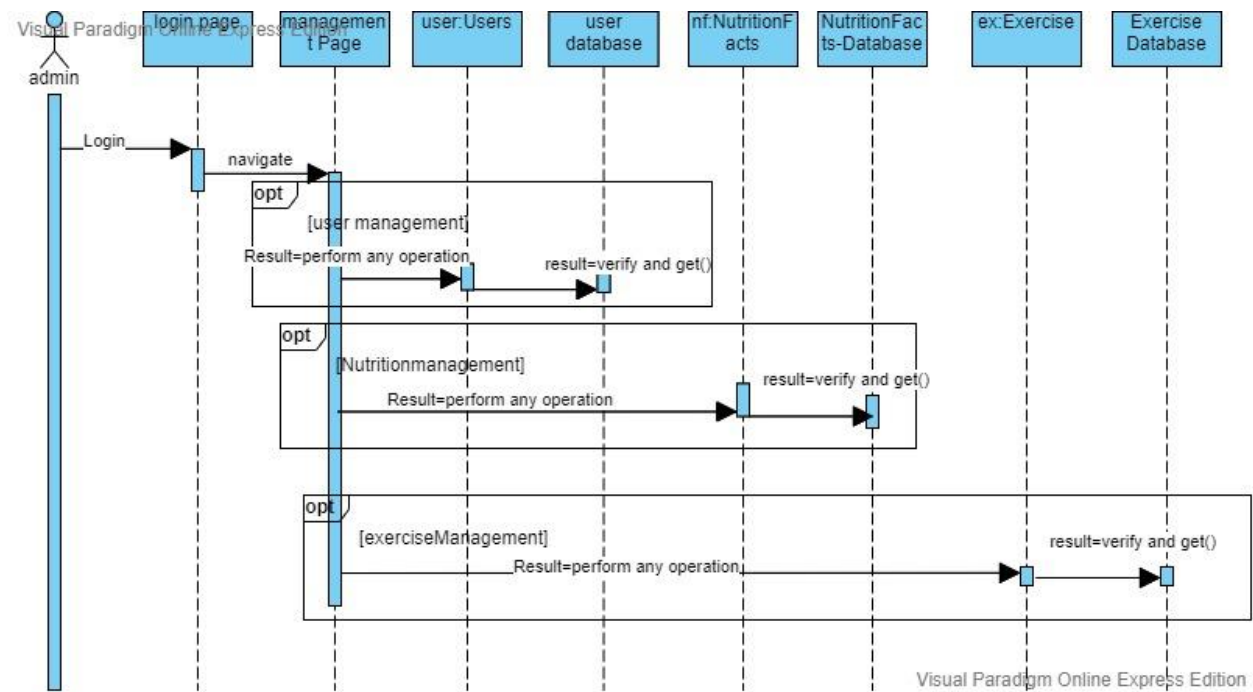 Visual Paradigm Online Express Edition
admin
login page
managemen
t Page
user:Users
user
database
nf:NutritionF
acts
NutritionFac
ts-Database
ex:Exercise
Exercise
Database
Login
navigate
opt
[user management]
Result=perform any operation
result=verify and get()
opt
[Nutritionmanagement]
result=verify and get()
Result=perform any operation
opt
[exerciseManagement]
result=verify and get()
Result=perform any operation
Visual Paradigm Online Express Edition